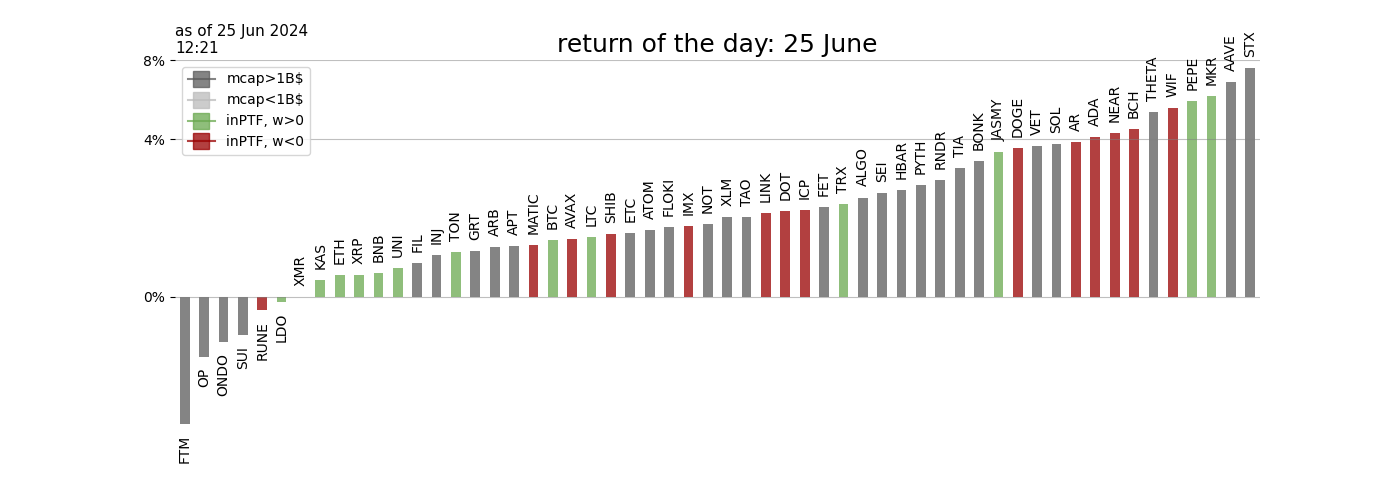 as of 25 Jun 2024
12:21
return of the day: 25 June
8%
4%
0%
mcap>1B$
mcap<1B$
inPTF, w>0
inPTF, w<0
FTM
OP
ONDO
SUI
RUNE
LDO
XMR
KAS
ETH
XRP
BNB
UNI
FIL
INJ
TON
GRT
ARB
APT
MATIC
BTC
AVAX
LTC
SHIB
ETC
ATOM
FLOKI
IMX
NOT
XLM
TAO
LINK
DOT
ICP
FET
TRX
ALGO
SEI
HBAR
PYTH
RNDR
TIA
BONK
JASMY
DOGE
VET
SOL
AR
ADA
NEAR
BCH
THETA
WIF
PEPE
MKR
AAVE
STX